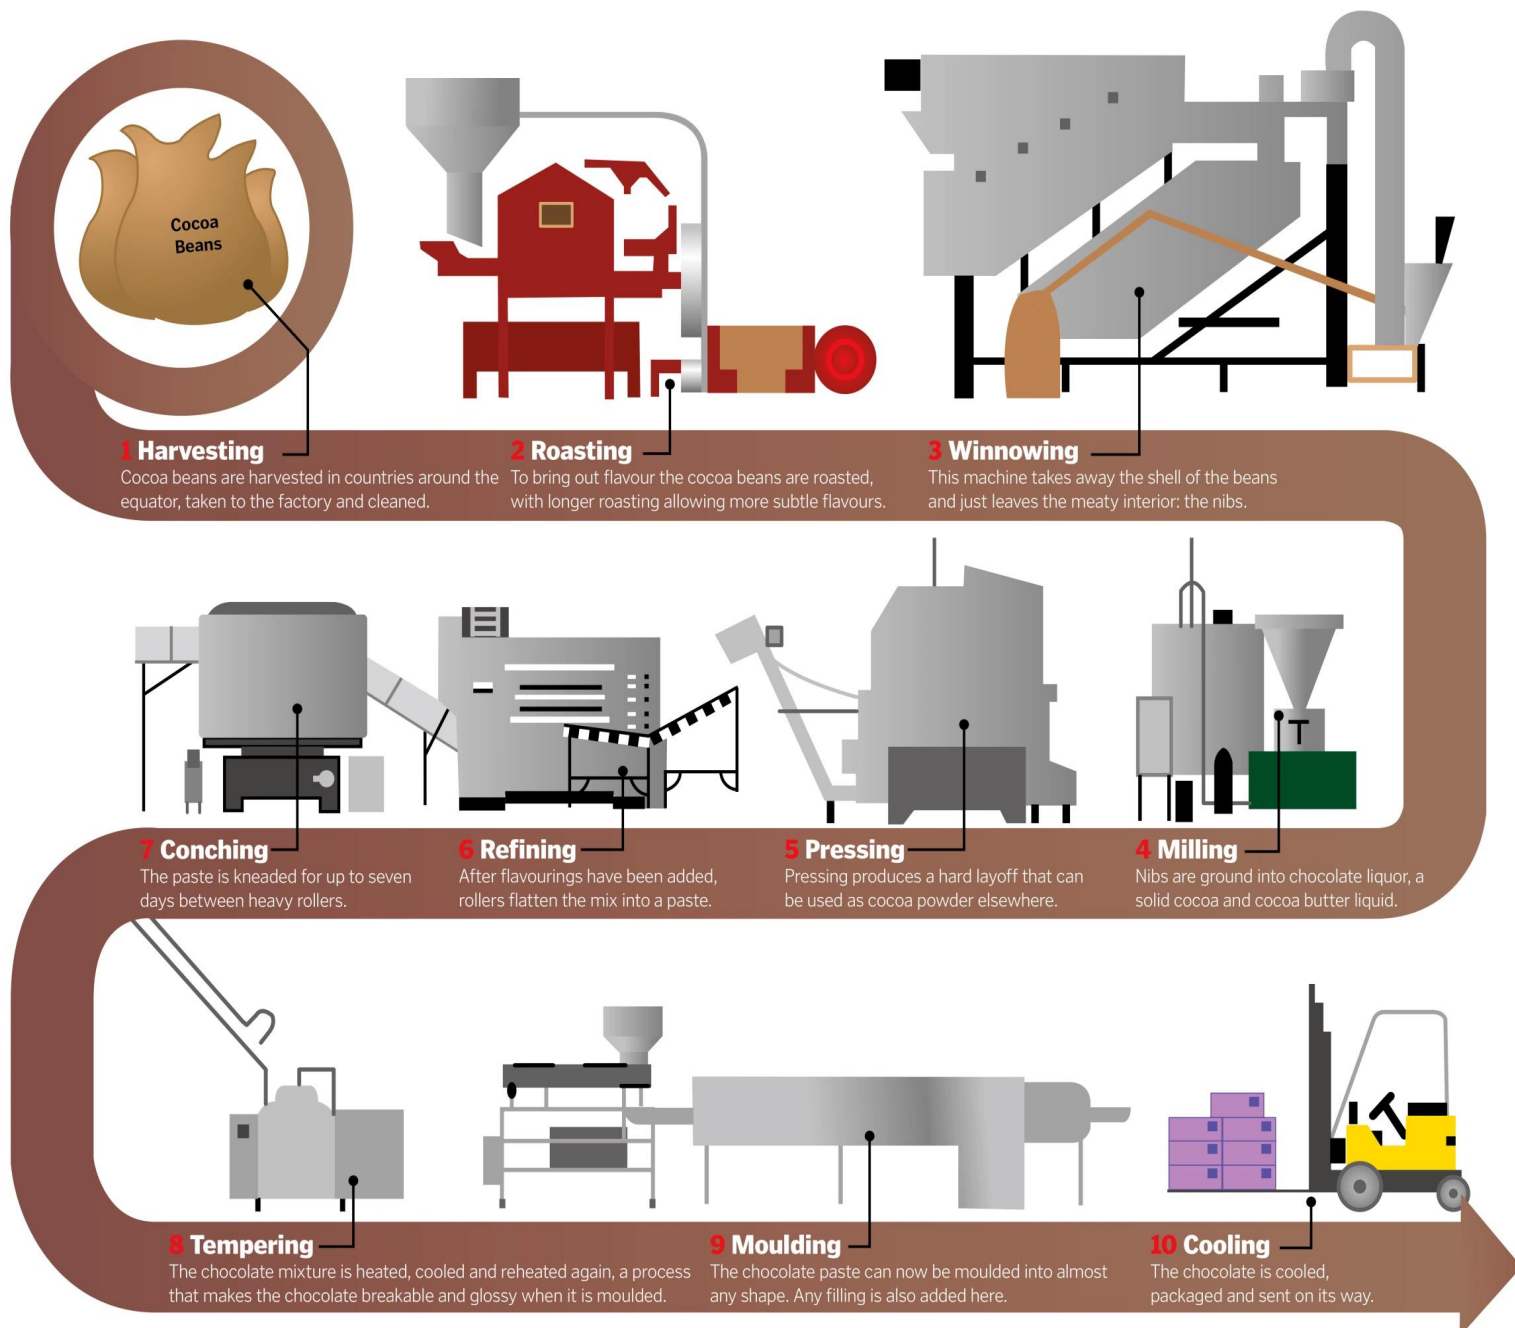 Cocoa
Beans
1 Harvesting
Cocoa beans are harvested in countries around the
equator, taken to the factory and cleaned.
2 Roasting
To bring out flavour the cocoa beans are roasted,
with longer roasting allowing more subtle flavours.
3 Winnowing
This machine takes away the shell of the beans
and just leaves the meaty interior: the nibs.
4 Milling
Nibs are ground into chocolate liquor, a
solid cocoa and cocoa butter liquid.
5 Pressing
Pressing produces a hard layoff that can
be used as cocoa powder elsewhere.
6 Refining
After flavourings have been added,
rollers flatten the mix into a paste.
7 Conching
The paste is kneaded for up to seven
days between heavy rollers.
8 Tempering
The chocolate mixture is heated, cooled and reheated again, a process
that makes the chocolate breakable and glossy when it is moulded.
9 Moulding
The chocolate paste can now be moulded into almost
any shape. Any filling is also added here.
10 Cooling
The chocolate is cooled,
packaged and sent on its way.